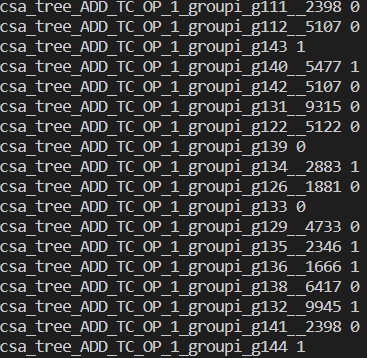 csa_tree_ADD_TC_OP_1_groupi_g111__2398 0
csa_tree_ADD_TC_OP_1_groupi_g112__5107 0
csa_tree_ADD_TC_OP_1_groupi_g143 1
csa_tree_ADD_TC_OP_1_groupi_g140__5477 1
csa_tree_ADD_TC_OP_1_groupi_g142__5107 0
csa_tree_ADD_TC_OP_1_groupi_g131__9315 0
csa_tree_ADD_TC_OP_1_groupi_g122__5122 0
csa_tree_ADD_TC_OP_1_groupi_g139 0
csa_tree_ADD_TC_OP_1_groupi_g134__2883 1
csa_tree_ADD_TC_OP_1_groupi_g126__1881 0
csa_tree_ADD_TC_OP_1_groupi_g133 0
csa_tree_ADD_TC_OP_1_groupi_g129__4733 0
csa_tree_ADD_TC_OP_1_groupi_g135__2346 1
csa_tree_ADD_TC_OP_1_groupi_g136__1666 1
csa_tree_ADD_TC_OP_1_groupi_g138__6417 0
csa_tree_ADD_TC_OP_1_groupi_g132__9945 1
csa_tree_ADD_TC_OP_1_groupi_g141__2398 0
csa_tree_ADD_TC_OP_1_groupi_g144 1